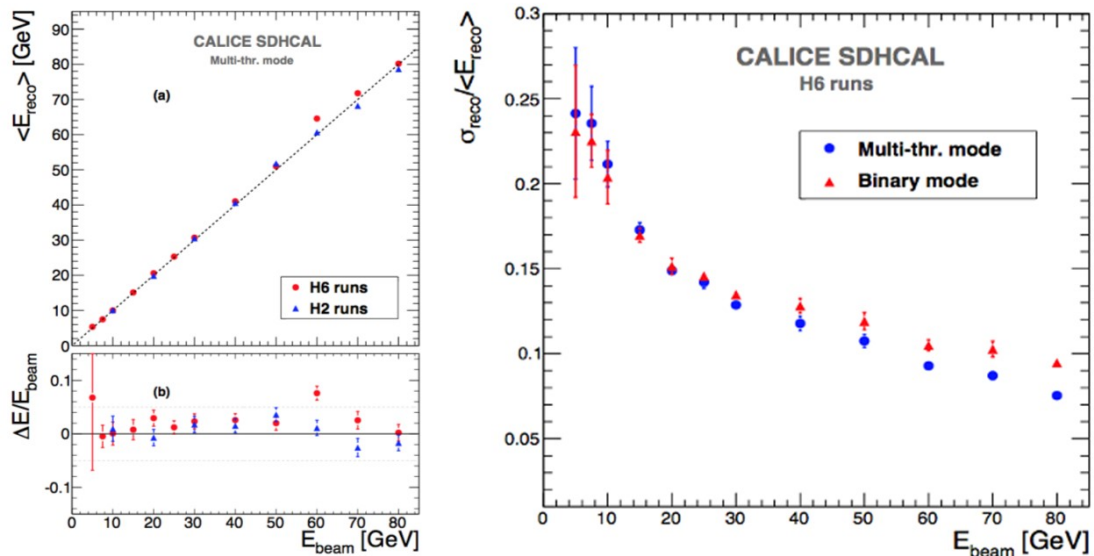 <E_reco> [GeV]
90
80
70
60
50
40
30
20
10
0
CALICE SDHCAL
Multi-thr. mode
(a)
H6 runs
H2 runs
ΔE/E_beam
0.1
0
-0.1
(b)
0 10 20 30 40 50 60 70 80
E_beam [GeV]
σ_reco/<E_reco>
0.3
0.25
0.2
0.15
0.1
0.05
CALICE SDHCAL
H6 runs
Multi-thr. mode
Binary mode
0 10 20 30 40 50 60 70 80
E_beam [GeV]